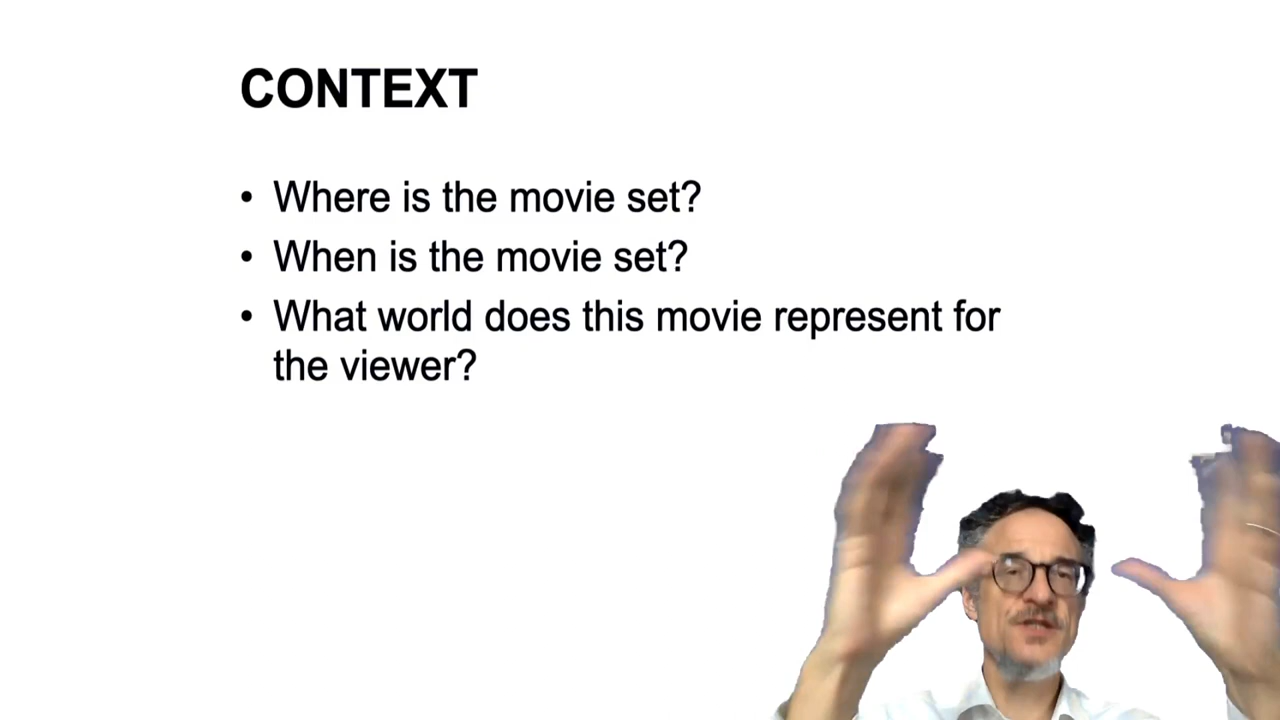 CONTEXT
• Where is the movie set?
• When is the movie set?
• What world does this movie represent for
the viewer?